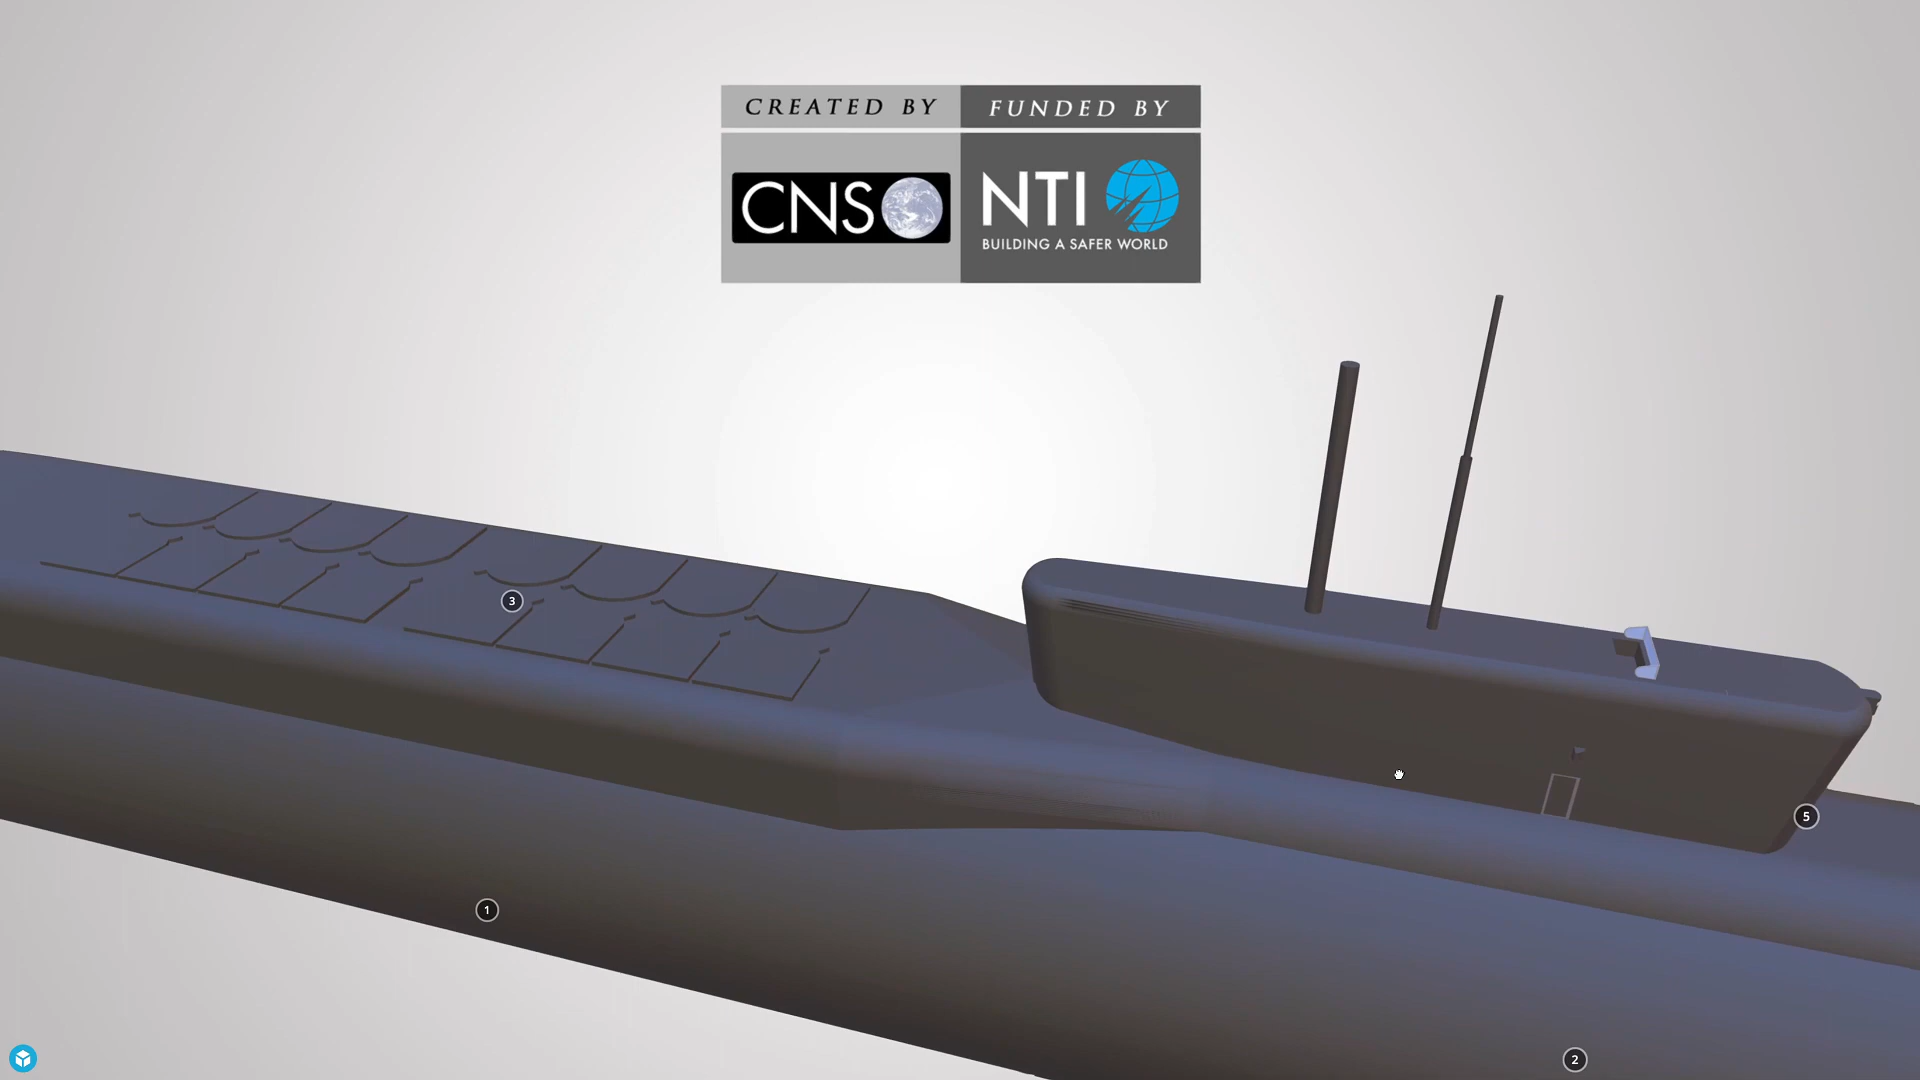 CREATED BY
FUNDED BY
CNS
NTI
BUILDING A SAFER WORLD
3
5
1
2